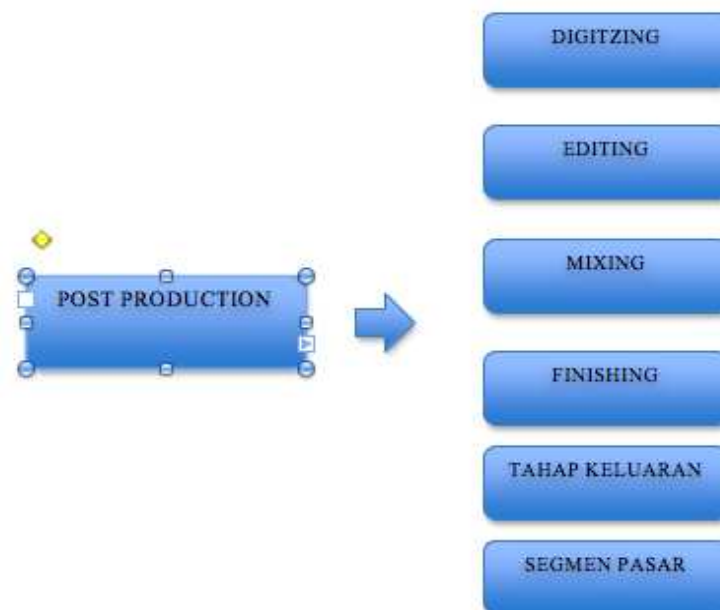 DIGITZING
EDITING
MIXING
POST PRODUCTION
FINISHING
TAHAP KELUARAN
SEGMEN PASAR